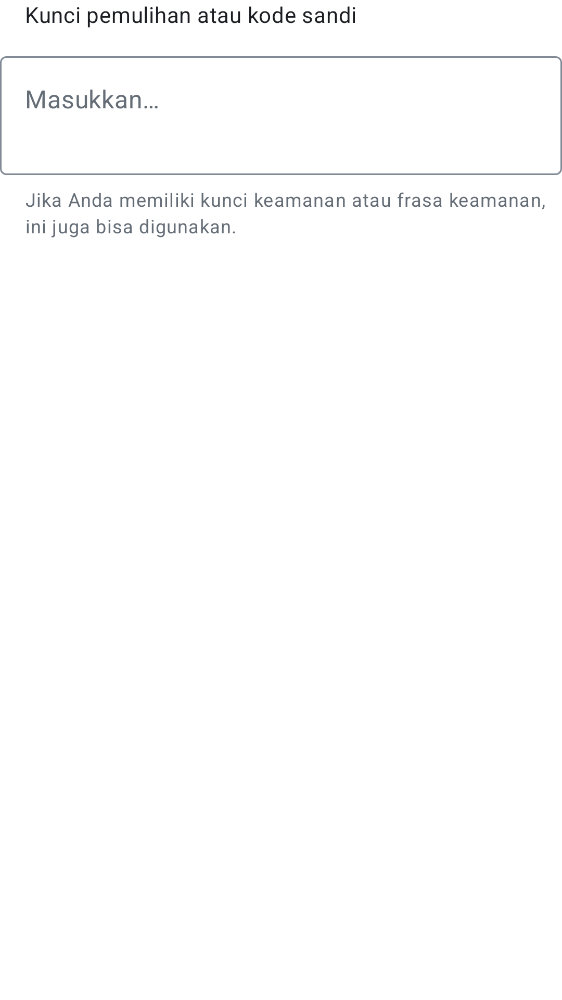 Kunci pemulihan atau kode sandi
Masukkan…
Jika Anda memiliki kunci keamanan atau frasa keamanan,
ini juga bisa digunakan.